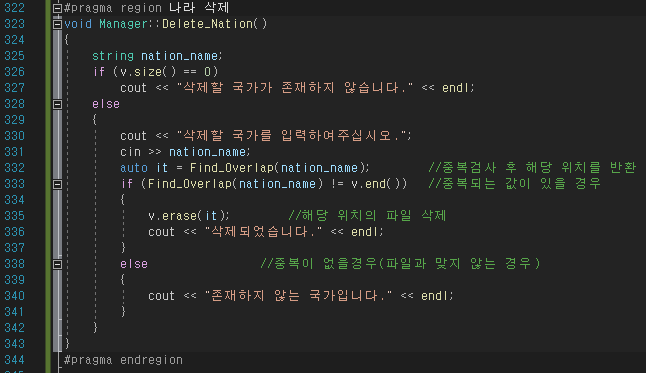 322 #pragma region 나라 삭제
323 void Manager::Delete_Nation()
324 {
325 string nation_name;
326 if (v.size() == 0)
327 cout << "삭제할 국가가 존재하지 않습니다." << endl;
328 else
329 {
330 cout << "삭제할 국가를 입력하여주십시오.";
331 cin >> nation_name;
332 auto it = Find_Overlap(nation_name); //중복검사 후 해당 위치를 반환
333 if (Find_Overlap(nation_name) != v.end()) //중복되는 값이 있을 경우
334 {
335 v.erase(it); //해당 위치의 파일 삭제
336 cout << "삭제되었습니다." << endl;
337 }
338 else //중복이 없을경우(파일과 맞지 않는 경우)
339 {
340 cout << "존재하지 않는 국가입니다." << endl;
341 }
342 }
343 }
344 #pragma endregion